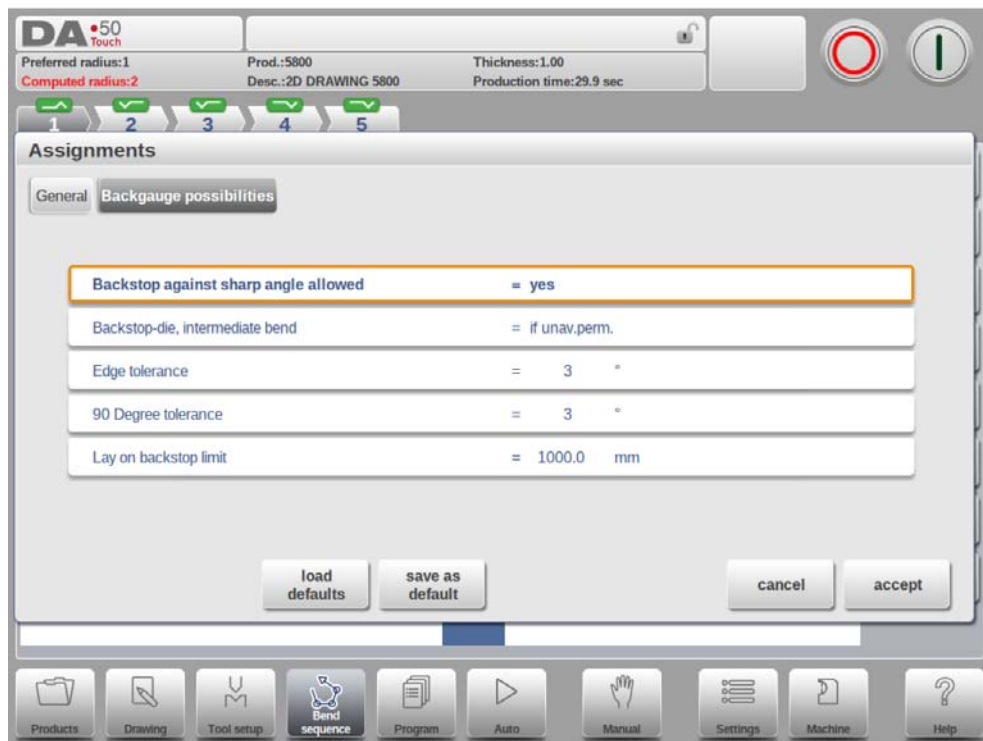 DA •50
Touch
Preferred radius:1 Prod.:5800 Thickness:1.00
Computed radius:2 Desc.:2D DRAWING 5800 Production time:29.9 sec
1 2 3 4 5
Assignments
General Backgauge possibilities
Backstop against sharp angle allowed = yes
Backstop-die, intermediate bend = if unav.perm.
Edge tolerance = 3 °
90 Degree tolerance = 3 °
Lay on backstop limit = 1000.0 mm
load defaults
save as default
cancel
accept
Products Drawing Tool setup Bend sequence Program Auto Manual Settings Machine Help